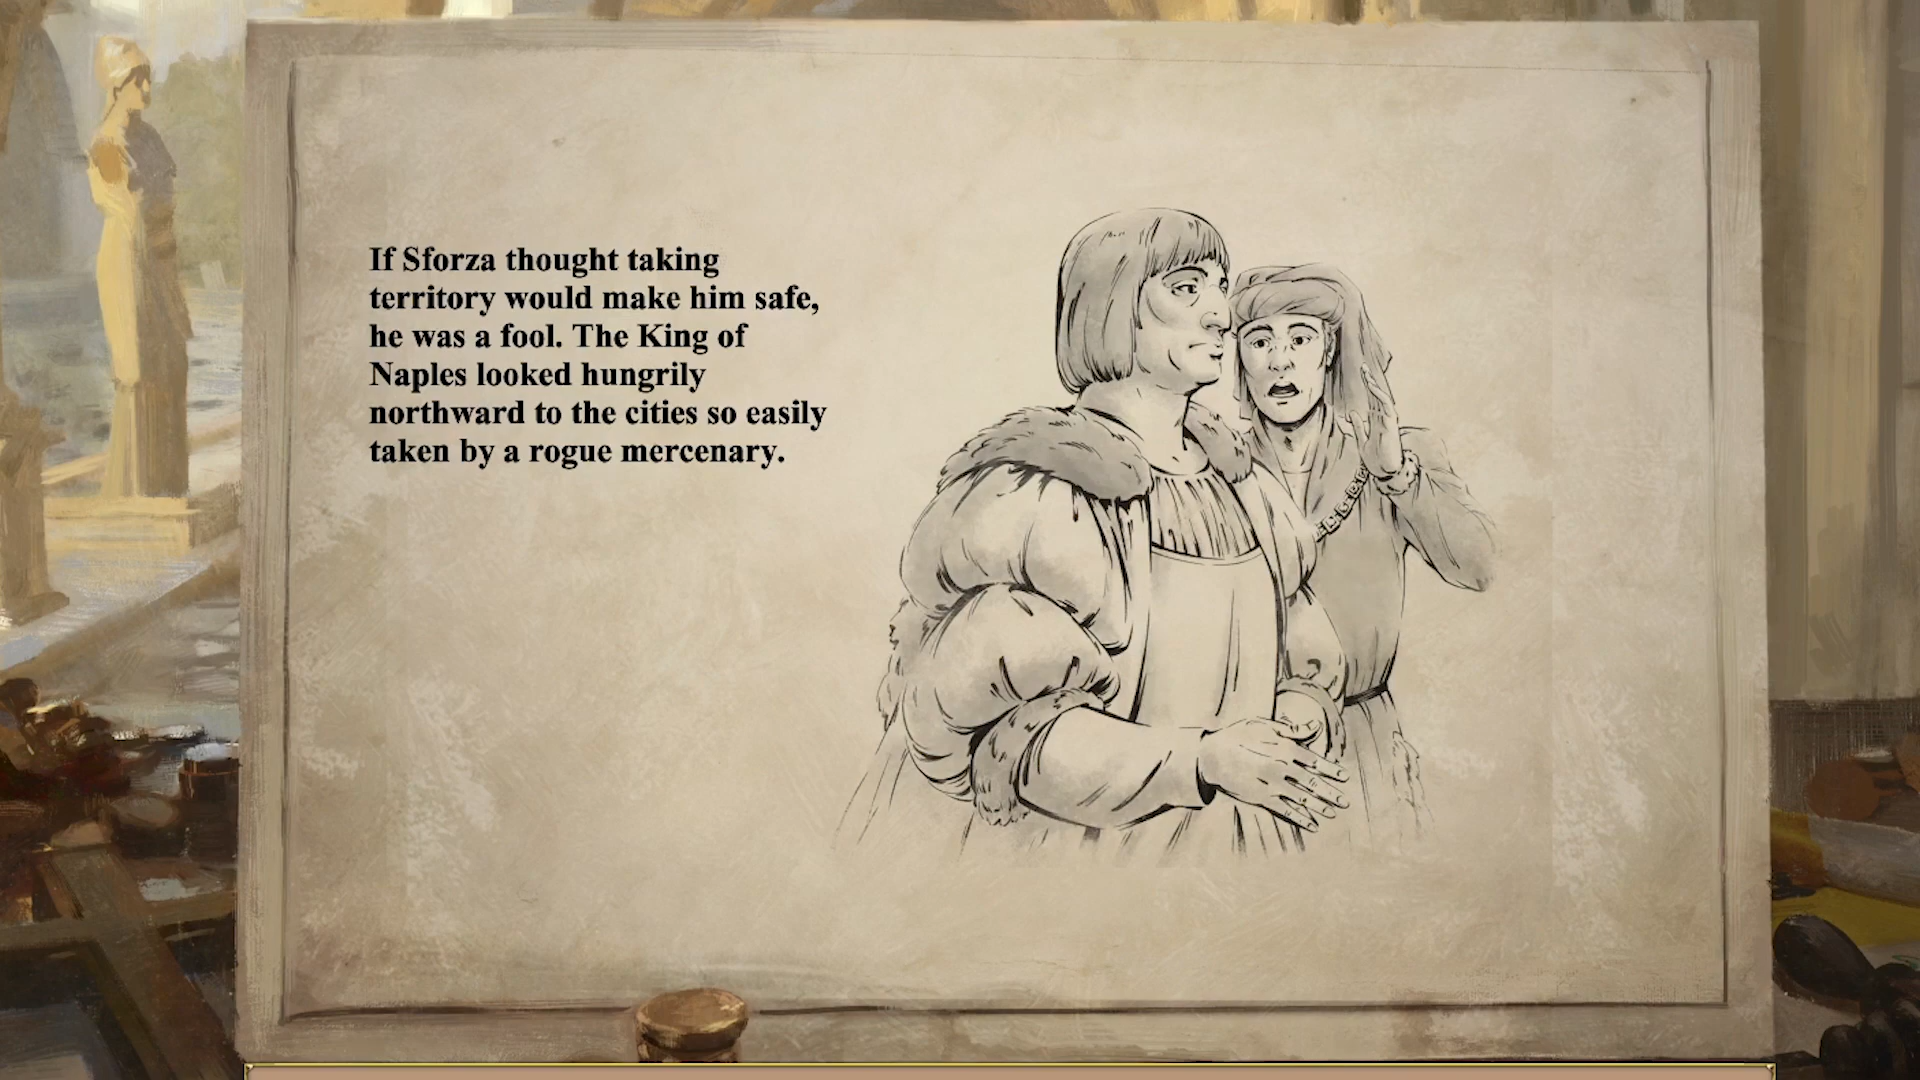 If Sforza thought taking
territory would make him safe,
he was a fool. The King of
Naples looked hungrily
northward to the cities so easily
taken by a rogue mercenary.